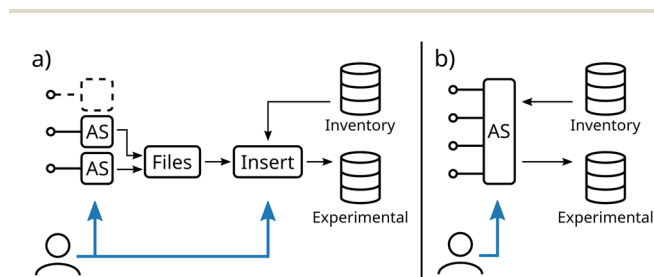 a)
AS
AS
Files
Insert
Inventory
Experimental
b)
AS
Inventory
Experimental